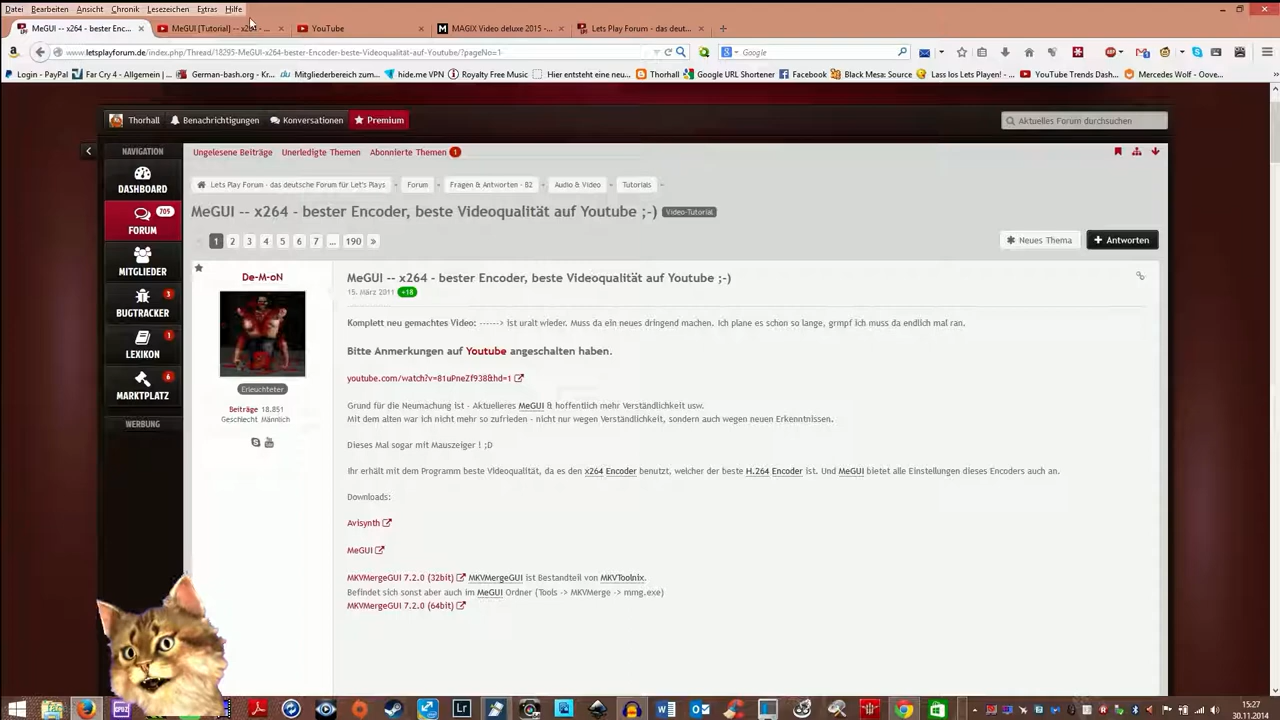 Datei Bearbeiten Ansicht Chronik Lesezeichen Extras Hilfe
MeGUI -- x264 - bester Enc... MeGUI [Tutorial] -- x264 - ... YouTube MAGIX Video deluxe 2015 -... Lets Play Forum - das deut...
www.letsplayforum.de/index.php/Thread/18295-MeGUI-x264-bester-Encoder-beste-Videoqualität-auf-Youtube/?pageNo=1 Google
Login - PayPal Far Cry 4 - Allgemein |... German-bash.org - Kr... Mitgliederbereich zum... hide.me VPN Royalty Free Music Hier entsteht eine neu... Thorhall Google URL Shortener Facebook Black Mesa: Source Lass los Lets Playen! -... YouTube Trends Dash... Mercedes Wolf - Oove...
Thorhall Benachrichtigungen Konversationen Premium Aktuelles Forum durchsuchen
NAVIGATION Ungelesene Beiträge Unerledigte Themen Abonnierte Themen 1
DASHBOARD
Lets Play Forum - das deutsche Forum für Let's Plays Forum Fragen & Antworten - B2 Audio & Video Tutorials
705
FORUM
MeGUI -- x264 - bester Encoder, beste Videoqualität auf Youtube ;-) Video-Tutorial
1 2 3 4 5 6 7 ... 190 » Neues Thema Antworten
MITGLIEDER
BUGTRACKER 3
LEXIKON 1
MARKTPLATZ 6
WERBUNG
De-M-oN
Erleuchteter
Beiträge 18.851
Geschlecht Männlich
MeGUI -- x264 - bester Encoder, beste Videoqualität auf Youtube ;-)
15. März 2011 +18
Komplett neu gemachtes Video: ------> ist uralt wieder. Muss da ein neues dringend machen. Ich plane es schon so lange, grmpf ich muss da endlich mal ran.
Bitte Anmerkungen auf Youtube angeschalten haben.
youtube.com/watch?v=81uPneZf938&hd=1
Grund für die Neumachung ist - Aktuelleres MeGUI & hoffentlich mehr Verständlichkeit usw.
Mit dem alten war ich nicht mehr so zufrieden - nicht nur wegen Verständlichkeit, sondern auch wegen neuen Erkenntnissen.
Dieses Mal sogar mit Mauszeiger ! ;D
Ihr erhält mit dem Programm beste Videoqualität, da es den x264 Encoder benutzt, welcher der beste H.264 Encoder ist. Und MeGUI bietet alle Einstellungen dieses Encoders auch an.
Downloads:
Avisynth
MeGUI
MKVMergeGUI 7.2.0 (32bit) MKVMergeGUI ist Bestandteil von MKVToolnix.
Befindet sich sonst aber auch im MeGUI Ordner (Tools -> MKVMerge -> mmg.exe)
MKVMergeGUI 7.2.0 (64bit)
15:27
30.11.2014